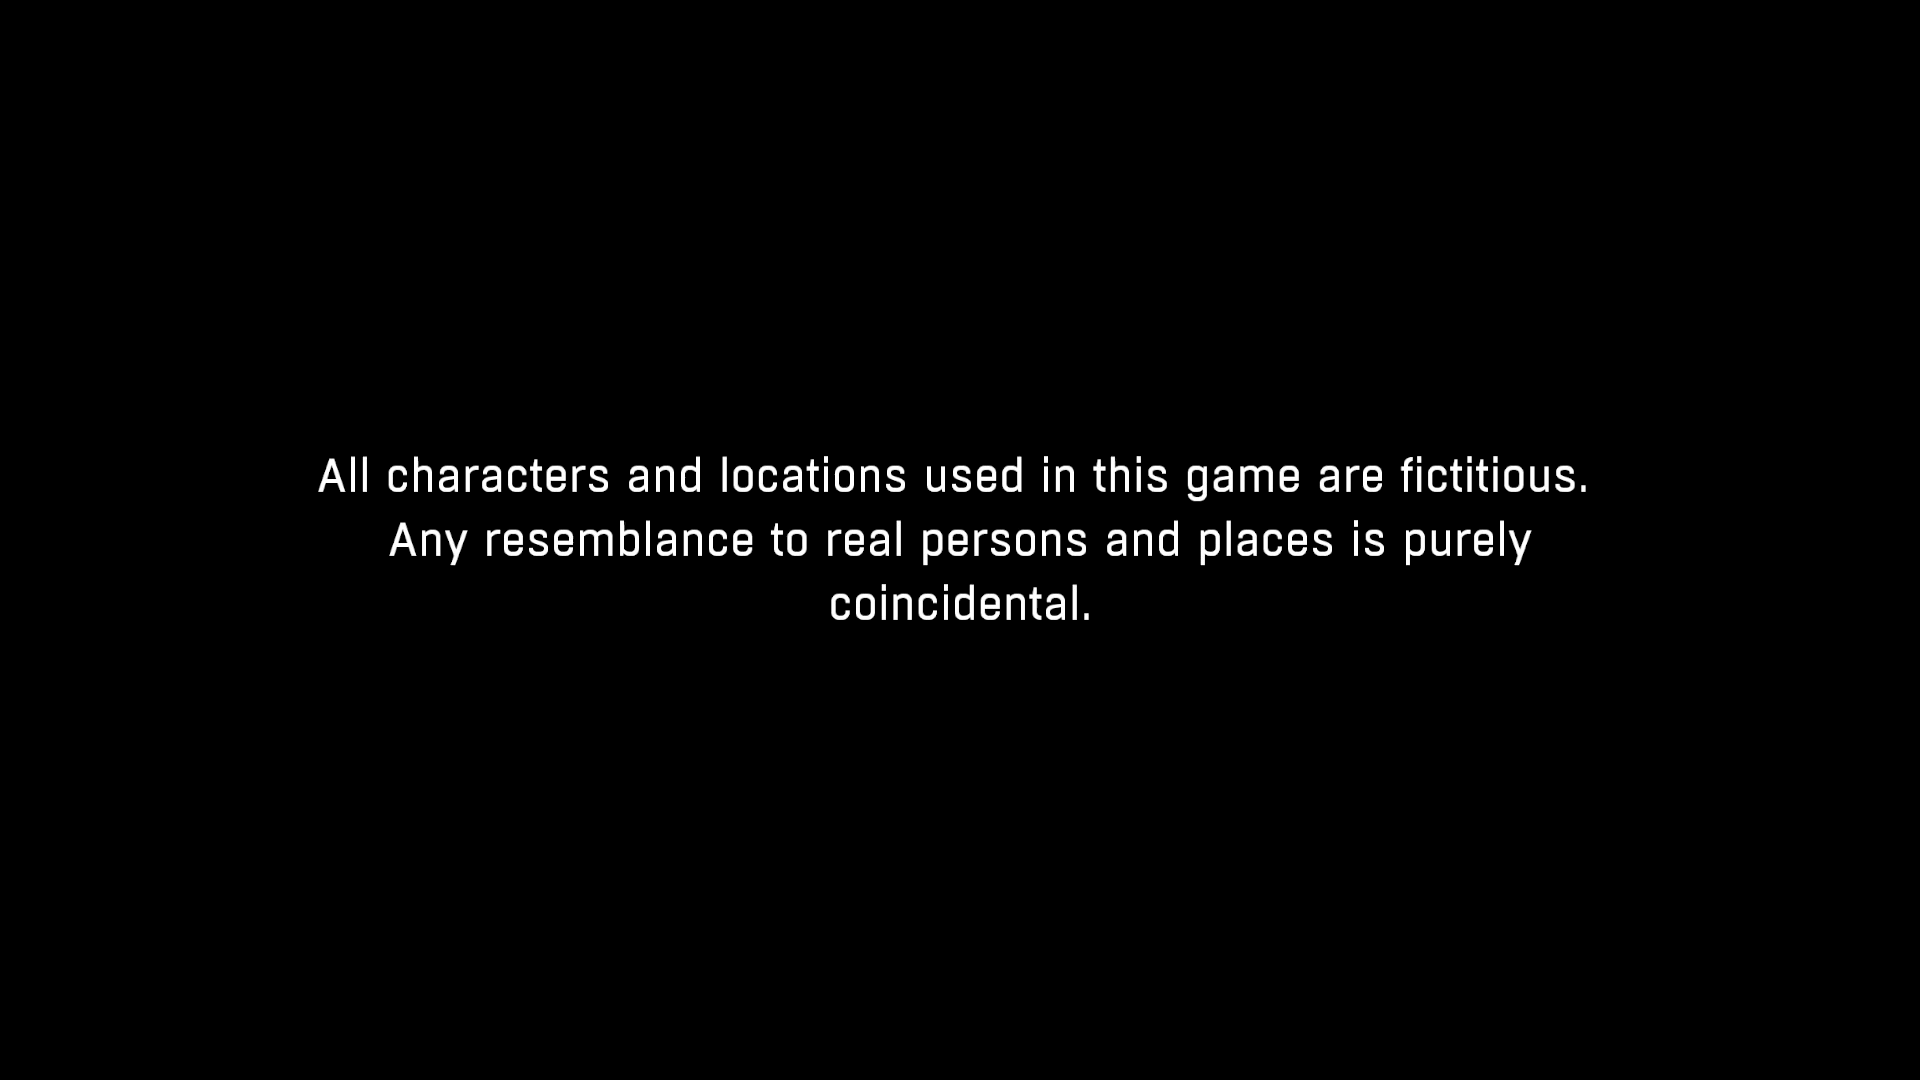 All characters and locations used in this game are fictitious.
Any resemblance to real persons and places is purely
coincidental.